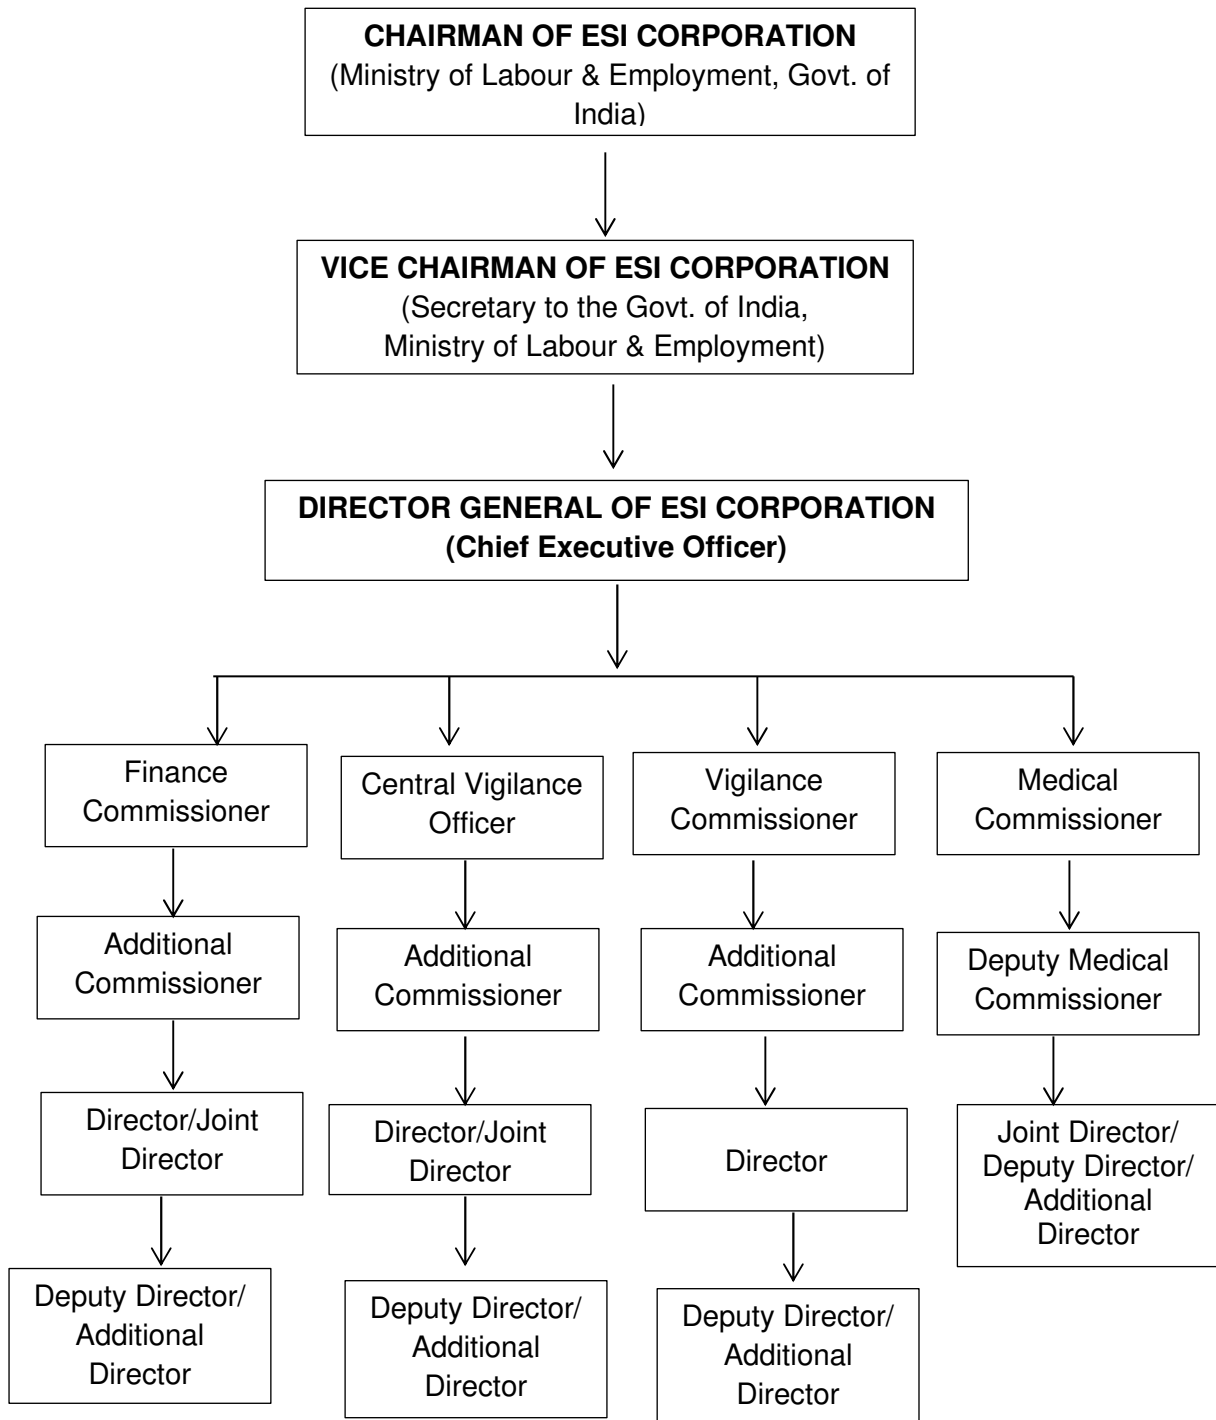 CHAIRMAN OF ESI CORPORATION
(Ministry of Labour & Employment, Govt. of
India)
VICE CHAIRMAN OF ESI CORPORATION
(Secretary to the Govt. of India,
Ministry of Labour & Employment)
DIRECTOR GENERAL OF ESI CORPORATION
(Chief Executive Officer)
Finance
Commissioner
Central Vigilance
Officer
Vigilance
Commissioner
Medical
Commissioner
Additional
Commissioner
Additional
Commissioner
Additional
Commissioner
Deputy Medical
Commissioner
Director/Joint
Director
Director/Joint
Director
Director
Joint Director/
Deputy Director/
Additional
Director
Deputy Director/
Additional
Director
Deputy Director/
Additional
Director
Deputy Director/
Additional
Director